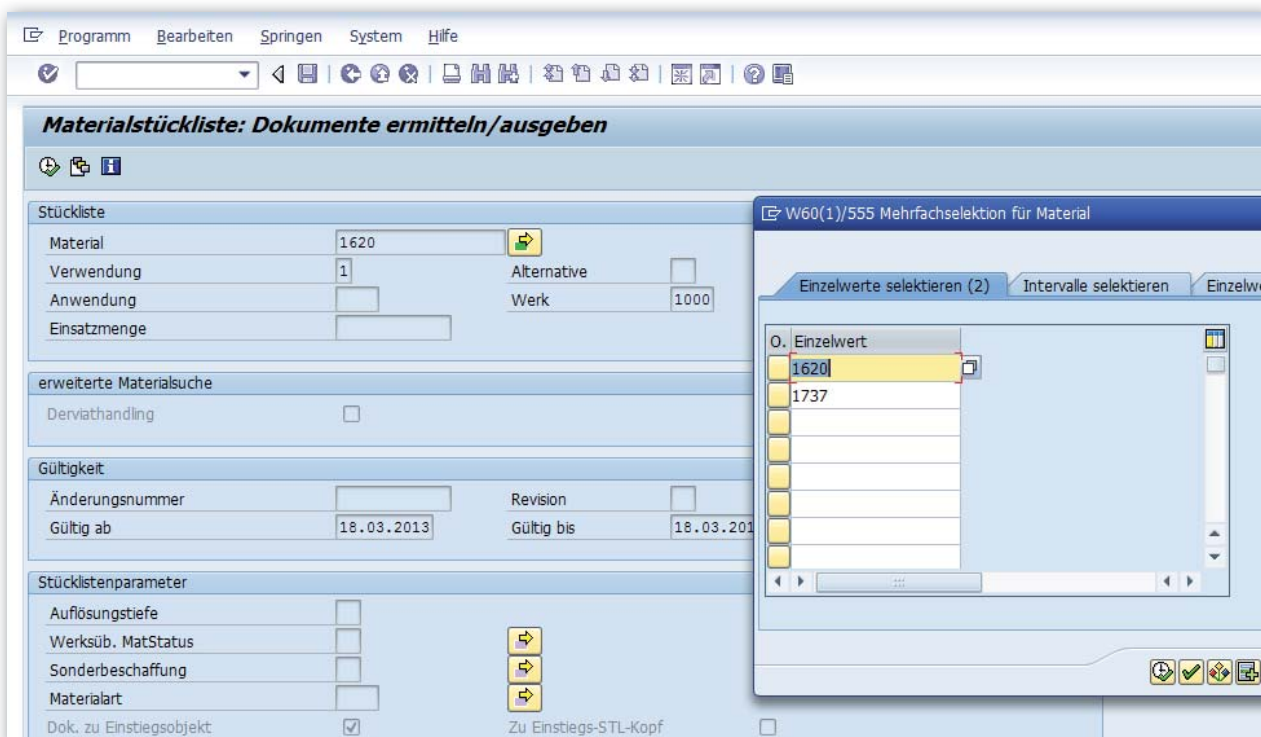 Programm Bearbeiten Springen System Hilfe
Materialstückliste: Dokumente ermitteln/ausgeben
Stückliste
Material 1620
Verwendung 1 Alternative
Anwendung Werk 1000
Einsatzmenge
erweiterte Materialsuche
Derviathandling
Gültigkeit
Änderungsnummer Revision
Gültig ab 18.03.2013 Gültig bis 18.03.201
Stücklistenparameter
Auflösungstiefe
Werksüb. MatStatus
Sonderbeschaffung
Materialart
Dok. zu Einstiegsobjekt Zu Einstiegs-STL-Kopf
W60(1)/555 Mehrfachselektion für Material
Einzelwerte selektieren (2) Intervalle selektieren Einzelwe
O. Einzelwert
1620
1737